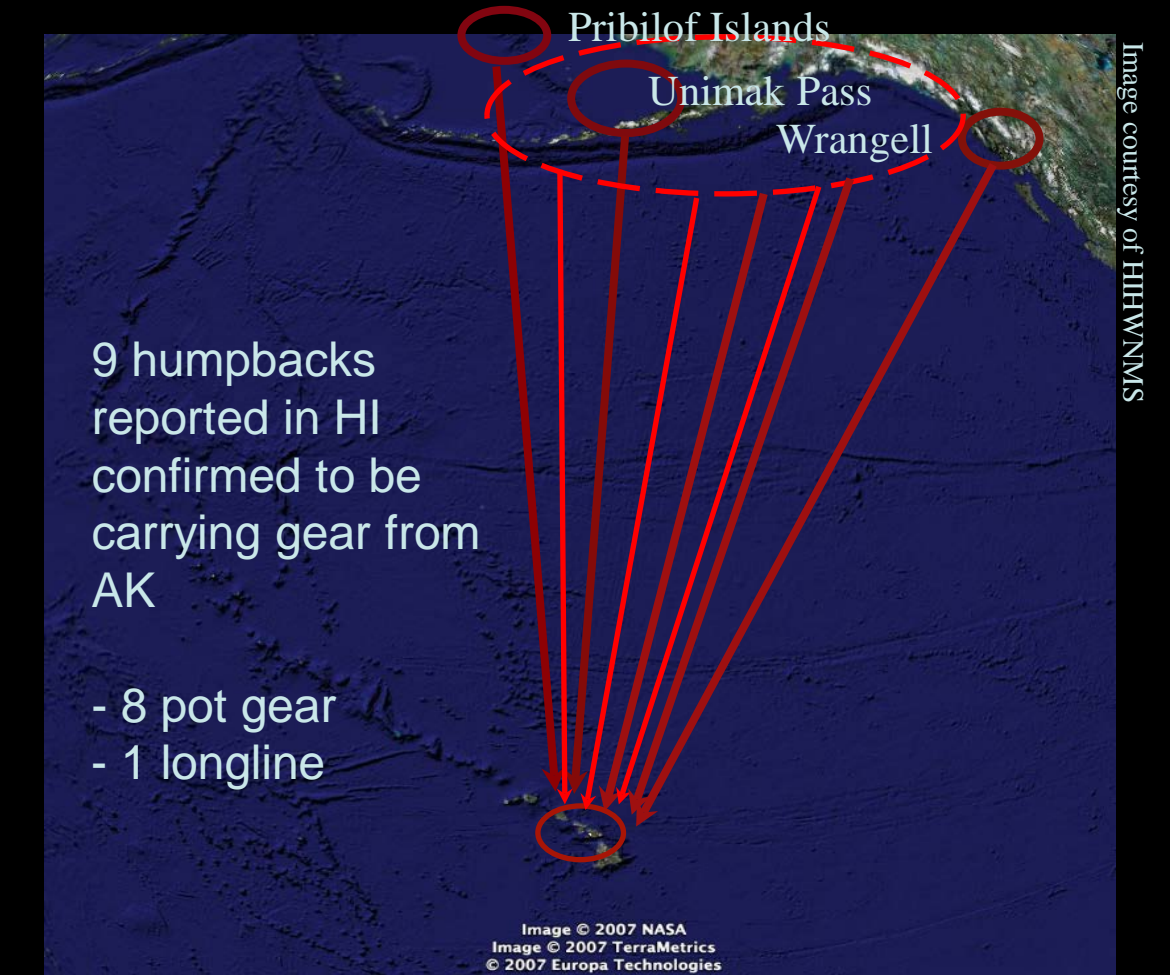 Pribilof Islands
Unimak Pass
Wrangell
Image courtesy of HIHWNMS
9 humpbacks
reported in HI
confirmed to be
carrying gear from
AK
- 8 pot gear
- 1 longline
Image © 2007 NASA
Image © 2007 TerraMetrics
© 2007 Europa Technologies